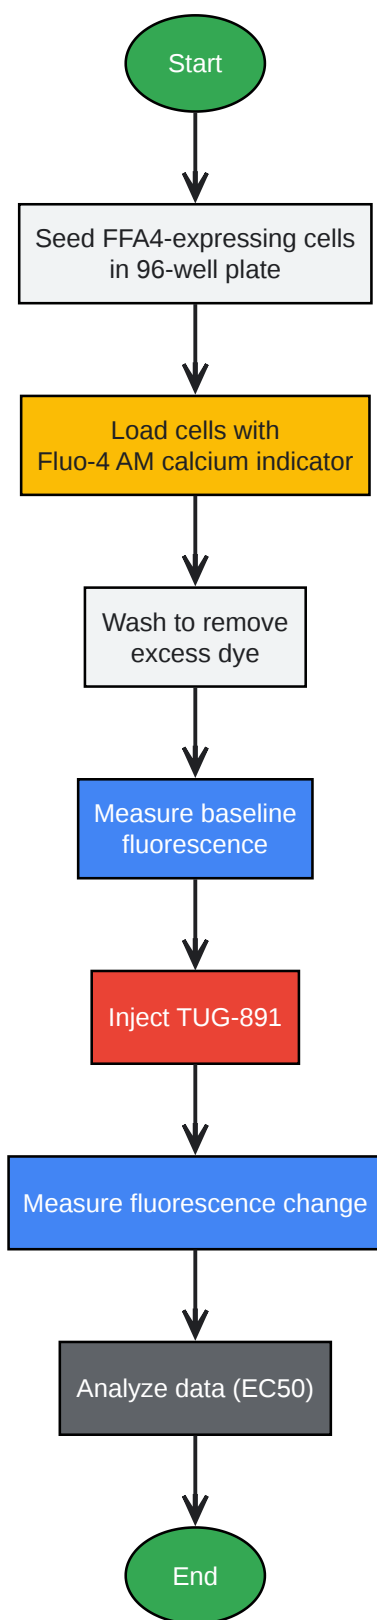 Start
Seed FFA4-expressing cells
in 96-well plate
Load cells with
Fluo-4 AM calcium indicator
Wash to remove
excess dye
Measure baseline
fluorescence
Inject TUG-891
Measure fluorescence change
Analyze data (EC50)
End